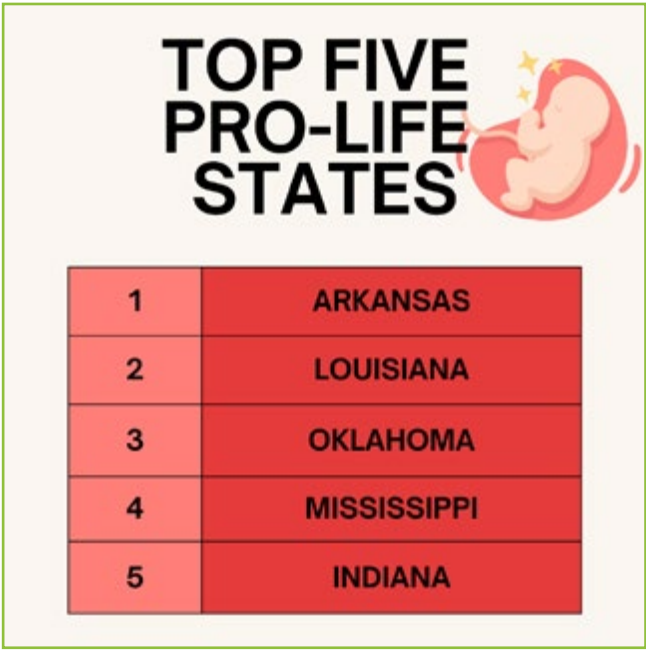 TOP FIVE
PRO-LIFE
STATES
1 ARKANSAS
2 LOUISIANA
3 OKLAHOMA
4 MISSISSIPPI
5 INDIANA